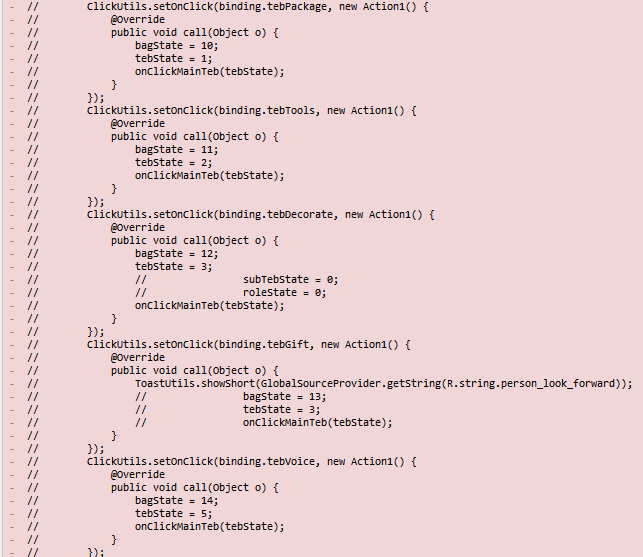 - // ClickUtils.setOnClick(binding.tebPackage, new Action1() {
- // @Override
- // public void call(Object o) {
- // bagState = 10;
- // tebState = 1;
- // onClickMainTeb(tebState);
- // }
- // });
- // ClickUtils.setOnClick(binding.tebTools, new Action1() {
- // @Override
- // public void call(Object o) {
- // bagState = 11;
- // tebState = 2;
- // onClickMainTeb(tebState);
- // }
- // });
- // ClickUtils.setOnClick(binding.tebDecorate, new Action1() {
- // @Override
- // public void call(Object o) {
- // bagState = 12;
- // tebState = 3;
- // // subTebState = 0;
- // // roleState = 0;
- // onClickMainTeb(tebState);
- // }
- // });
- // ClickUtils.setOnClick(binding.tebGift, new Action1() {
- // @Override
- // public void call(Object o) {
- // ToastUtils.showShort(GlobalSourceProvider.getString(R.string.person_look_forward));
- // // bagState = 13;
- // // tebState = 3;
- // // onClickMainTeb(tebState);
- // }
- // });
- // ClickUtils.setOnClick(binding.tebVoice, new Action1() {
- // @Override
- // public void call(Object o) {
- // bagState = 14;
- // tebState = 5;
- // onClickMainTeb(tebState);
- // }
- // });